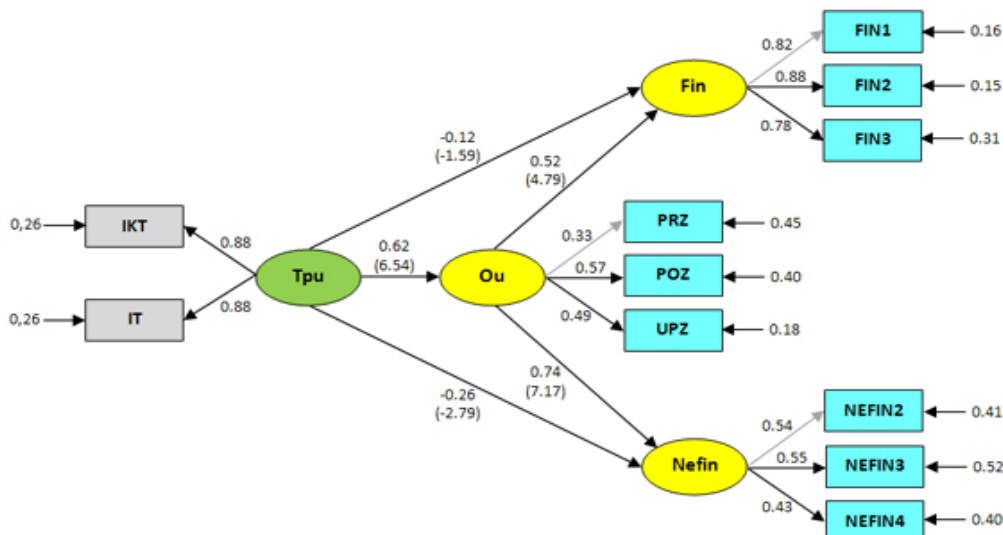 FIN1
0.16
0.82
Fin
0.88
FIN2
0.15
0.78
FIN3
0.31
-0.12
(-1.59)
0.52
(4.79)
0,26
IKT
0.88
PRZ
0.45
0.33
Tpu
0.62
(6.54)
Ou
0.57
POZ
0.40
0,26
IT
0.88
0.49
UPZ
0.18
0.74
(7.17)
-0.26
(-2.79)
NEFIN2
0.41
0.54
Nefin
0.55
NEFIN3
0.52
0.43
NEFIN4
0.40